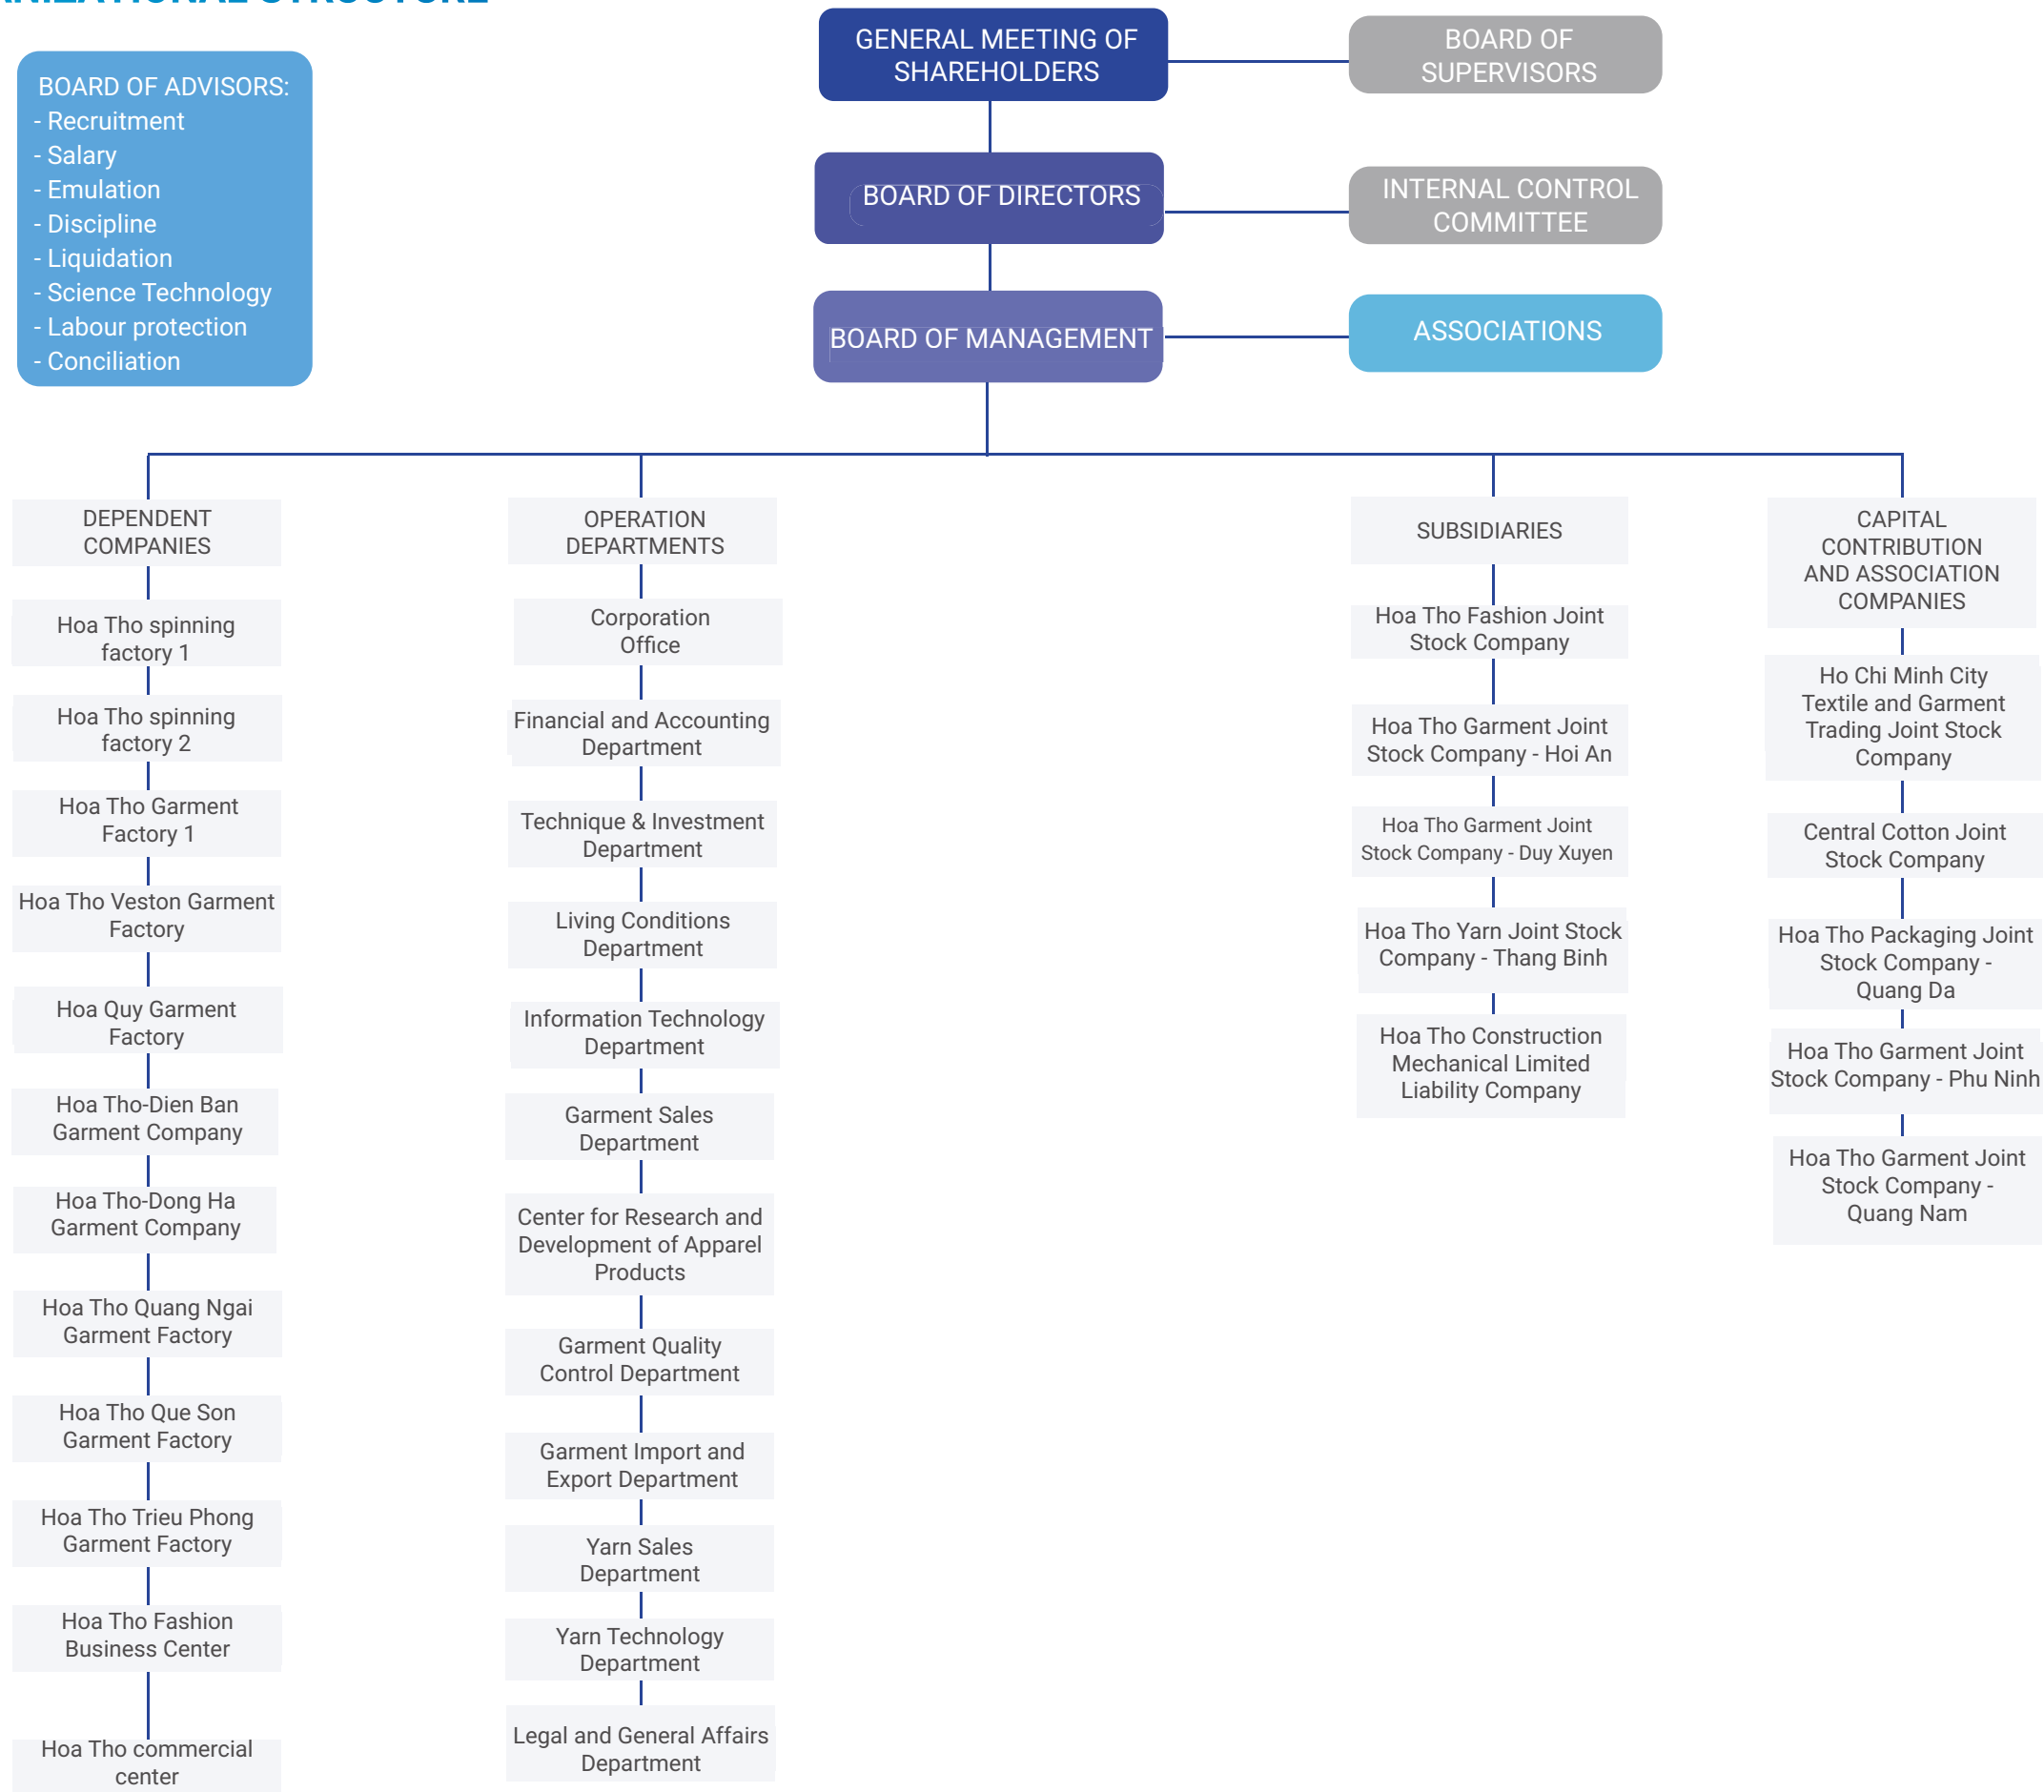 GENERAL MEETING OF
SHAREHOLDERS
BOARD OF
SUPERVISORS
BOARD OF ADVISORS:
- Recruitment
- Salary
- Emulation
- Discipline
- Liquidation
- Science Technology
- Labour protection
- Conciliation
BOARD OF DIRECTORS
INTERNAL CONTROL
COMMITTEE
BOARD OF MANAGEMENT
ASSOCIATIONS
DEPENDENT
COMPANIES
Hoa Tho spinning
factory 1
Hoa Tho spinning
factory 2
Hoa Tho Garment
Factory 1
Hoa Tho Veston Garment
Factory
Hoa Quy Garment
Factory
Hoa Tho-Dien Ban
Garment Company
Hoa Tho-Dong Ha
Garment Company
Hoa Tho Quang Ngai
Garment Factory
Hoa Tho Que Son
Garment Factory
Hoa Tho Trieu Phong
Garment Factory
Hoa Tho Fashion
Business Center
Hoa Tho commercial
center
OPERATION
DEPARTMENTS
Corporation
Office
Financial and Accounting
Department
Technique & Investment
Department
Living Conditions
Department
Information Technology
Department
Garment Sales
Department
Center for Research and
Development of Apparel
Products
Garment Quality
Control Department
Garment Import and
Export Department
Yarn Sales
Department
Yarn Technology
Department
Legal and General Affairs
Department
SUBSIDIARIES
Hoa Tho Fashion Joint
Stock Company
Hoa Tho Garment Joint
Stock Company - Hoi An
Hoa Tho Garment Joint
Stock Company - Duy Xuyen
Hoa Tho Yarn Joint Stock
Company - Thang Binh
Hoa Tho Construction
Mechanical Limited
Liability Company
CAPITAL
CONTRIBUTION
AND ASSOCIATION
COMPANIES
Ho Chi Minh City
Textile and Garment
Trading Joint Stock
Company
Central Cotton Joint
Stock Company
Hoa Tho Packaging Joint
Stock Company -
Quang Da
Hoa Tho Garment Joint
Stock Company - Phu Ninh
Hoa Tho Garment Joint
Stock Company -
Quang Nam